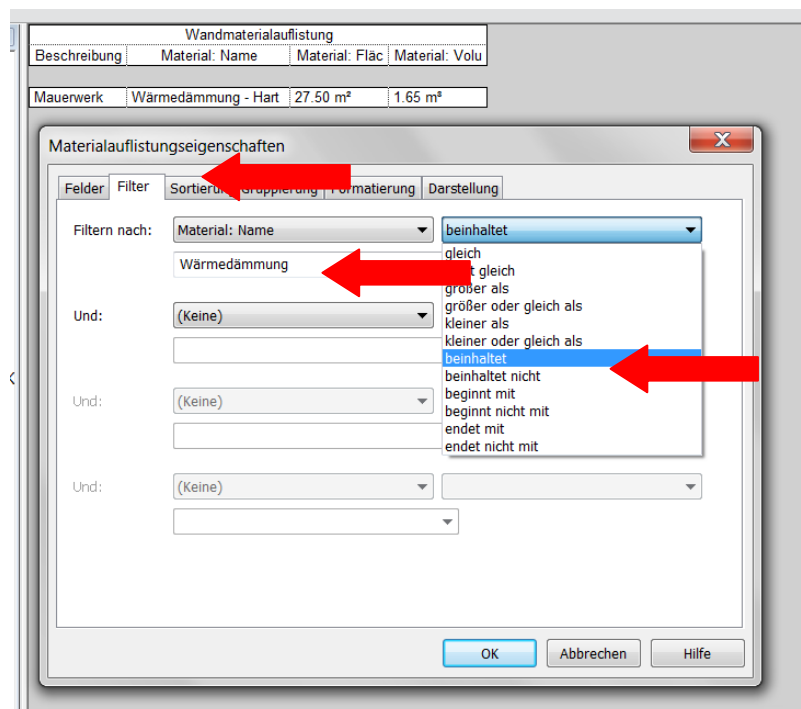 Wandmaterialauflistung
Beschreibung Material: Name Material: Fläc Material: Volu
Mauerwerk Wärmedämmung - Hart 27.50 m² 1.65 m³
Materialauflistungseigenschaften
Felder Filter Sortierung Gruppierung Formatierung Darstellung
Filtern nach: Material: Name beinhaltet
Wärmedämmung
gleich
gleich
größer als
größer oder gleich als
Und: (Keine)
kleiner als
kleiner oder gleich als
beinhaltet
beinhaltet nicht
Und: (Keine)
beginnt mit
beginnt nicht mit
endet mit
endet nicht mit
Und: (Keine)
OK Abbrechen Hilfe